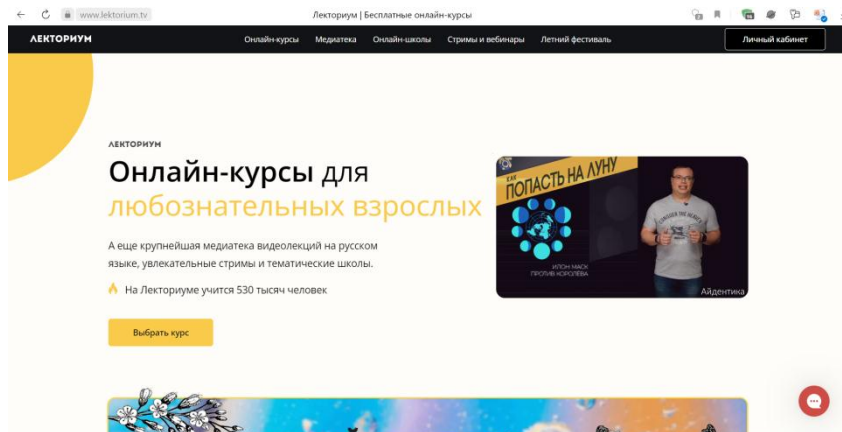 www.lektorium.tv
Лекториум | Бесплатные онлайн-курсы
ЛЕКТОРИУМ
Онлайн-курсы
Медиатека
Онлайн-школы
Стримы и вебинары
Летний фестиваль
Личный кабинет
ЛЕКТОРИУМ
Онлайн-курсы для
любознательных взрослых
А еще крупнейшая медиатека видеолекций на русском
языке, увлекательные стримы и тематические школы.
На Лекториуме учится 530 тысяч человек
Выбрать курс
КАК
ПОПАСТЬ НА ЛУНУ
ИЛОН МАСК
ПРОТИВ КОРОЛЁВА
Айдентика